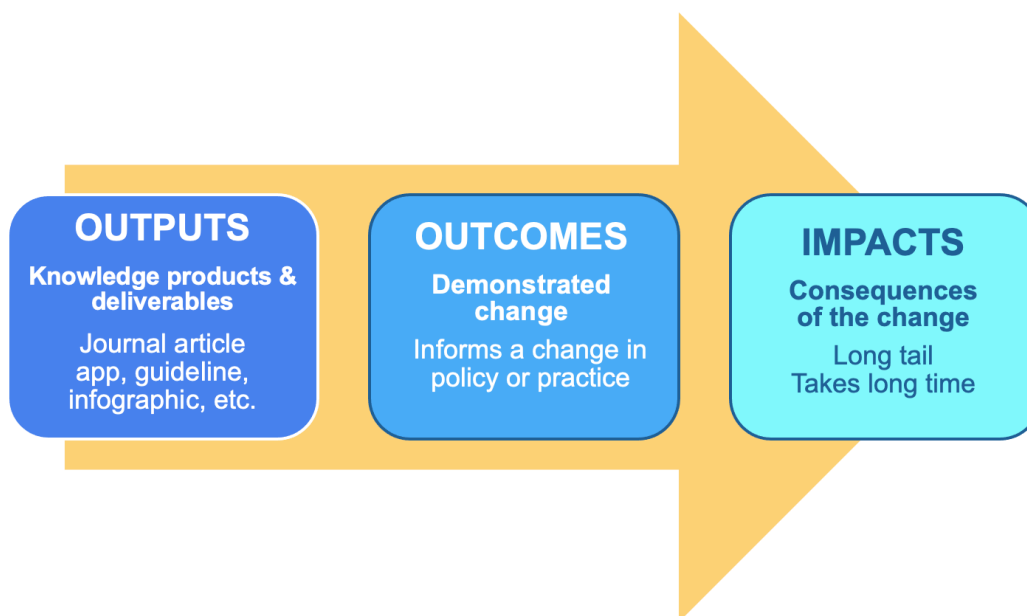 OUTPUTS
Knowledge products &
deliverables
Journal article
app, guideline,
infographic, etc.
OUTCOMES
Demonstrated
change
Informs a change in
policy or practice
IMPACTS
Consequences
of the change
Long tail
Takes long time